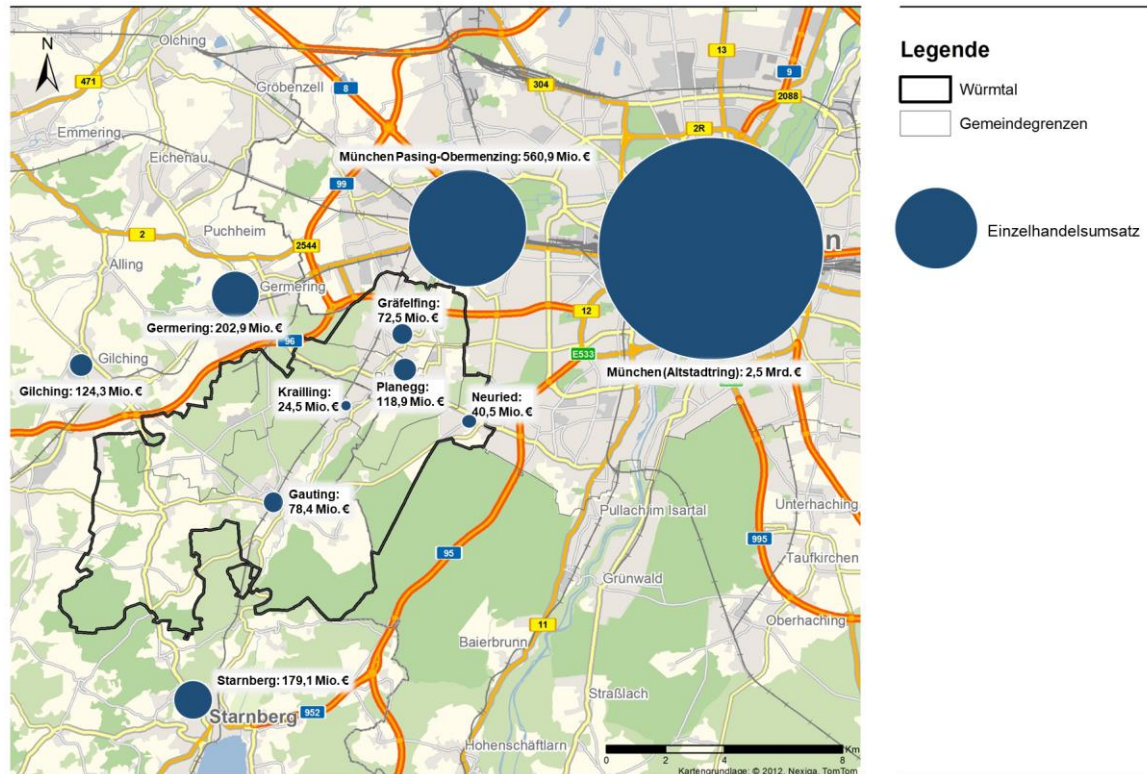 N
Olching
471
Gröbenzell
8
304
13
9
2088
Emmering
Eichenau
2R
München Pasing-Obermenzing: 560,9 Mio. €
99
Puchheim
2
2544
Alling
Germering
Gräfelfing:
72,5 Mio. €
12
Germering: 202,9 Mio. €
96
E533
Gilching
Gilching: 124,3 Mio. €
München (Altstadtring): 2,5 Mrd. €
Krailling:
24,5 Mio. €
Planegg:
118,9 Mio. €
Neuried:
40,5 Mio. €
Gauting:
78,4 Mio. €
Pullach im Isartal
Unterhaching
95
995
Taufkirchen
Grünwald
11
Oberhaching
Baierbrunn
Starnberg: 179,1 Mio. €
Straßlach
Starnberg
952
Hohenschäftlarn
Km
0 2 4 8
Kartengrundlage: © 2012, Nexiga, TomTom
Legende
Würmtal
Gemeindegrenzen
Einzelhandelsumsatz